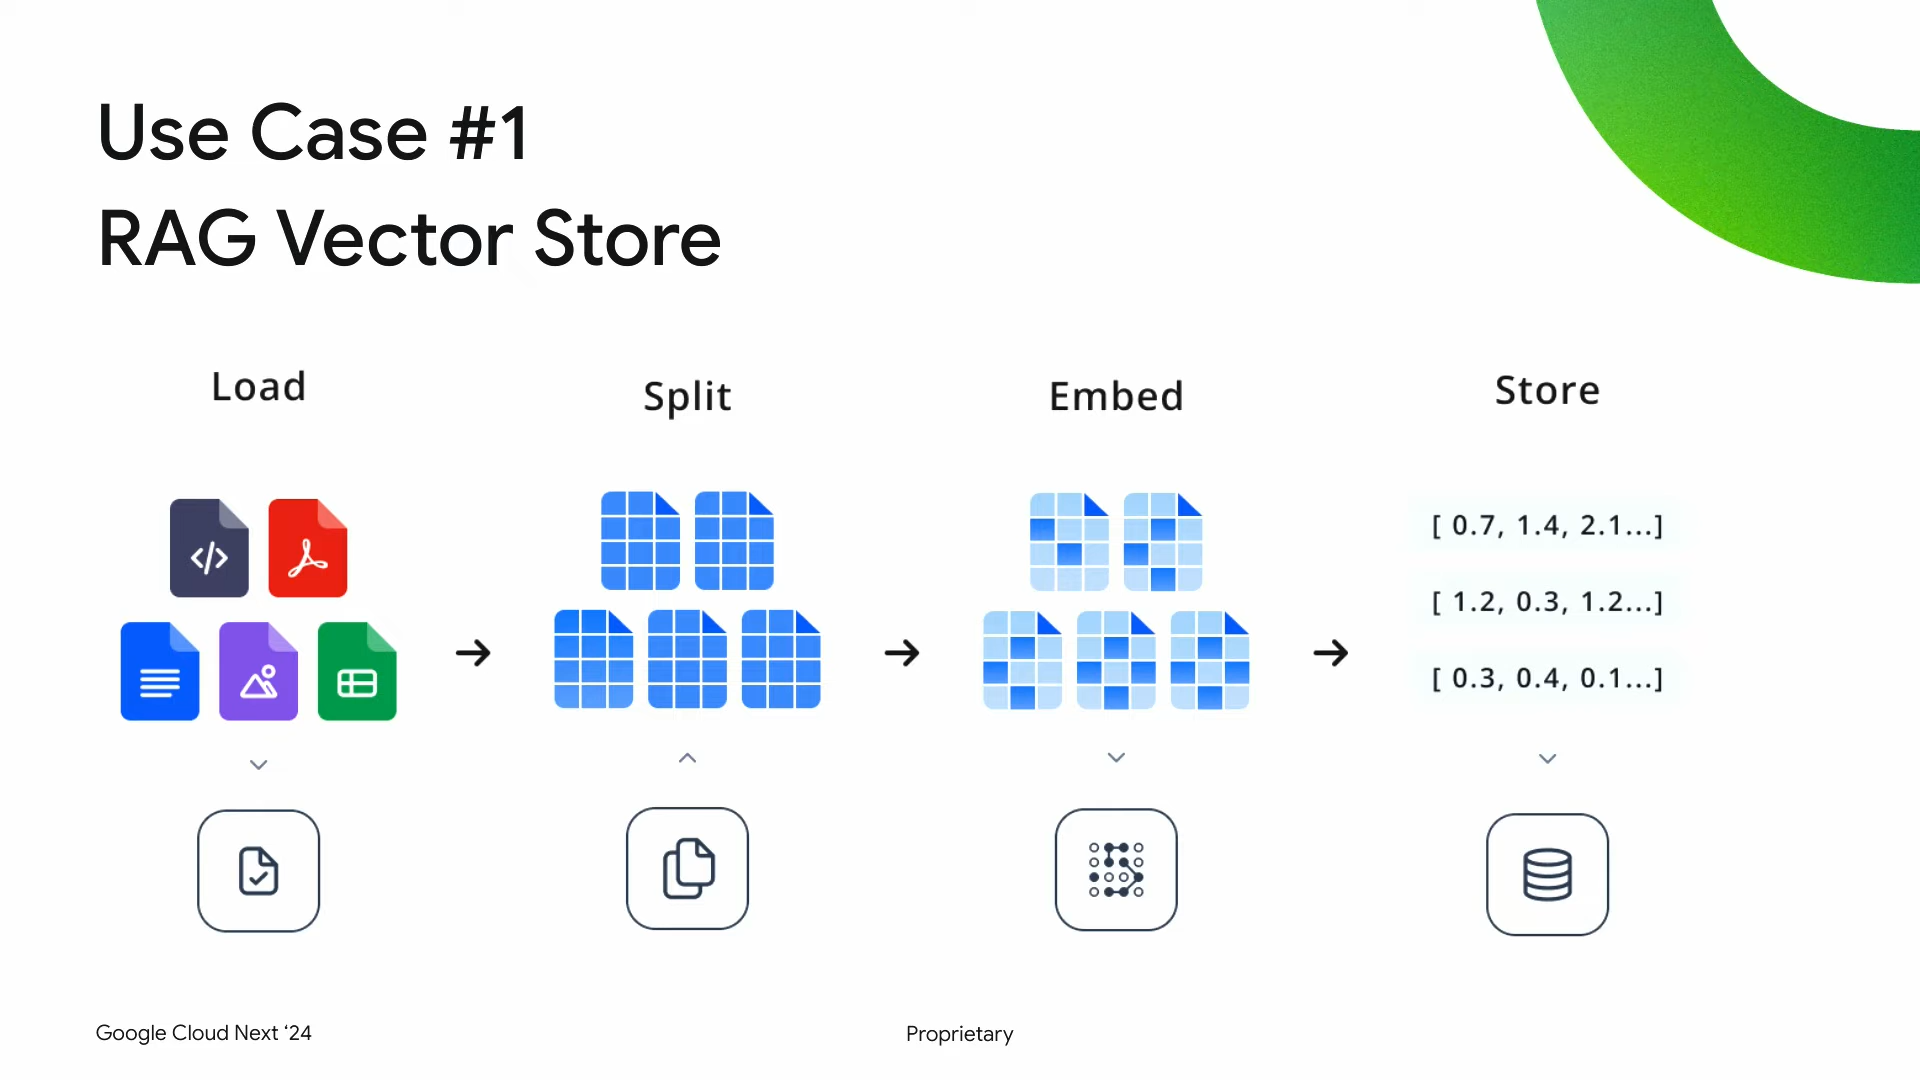 Use Case #1
RAG Vector Store
Load
Split
Embed
Store
[ 0.7, 1.4, 2.1...]
[ 1.2, 0.3, 1.2...]
[ 0.3, 0.4, 0.1...]
Google Cloud Next ‘24
Proprietary